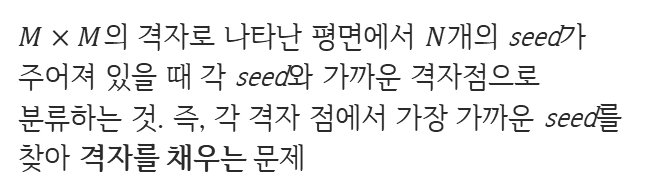 M × M의 격자로 나타난 평면에서 N개의 seed가
주어져 있을 때 각 seed와 가까운 격자점으로
분류하는 것. 즉, 각 격자 점에서 가장 가까운 seed를
찾아 격자를 채우는 문제